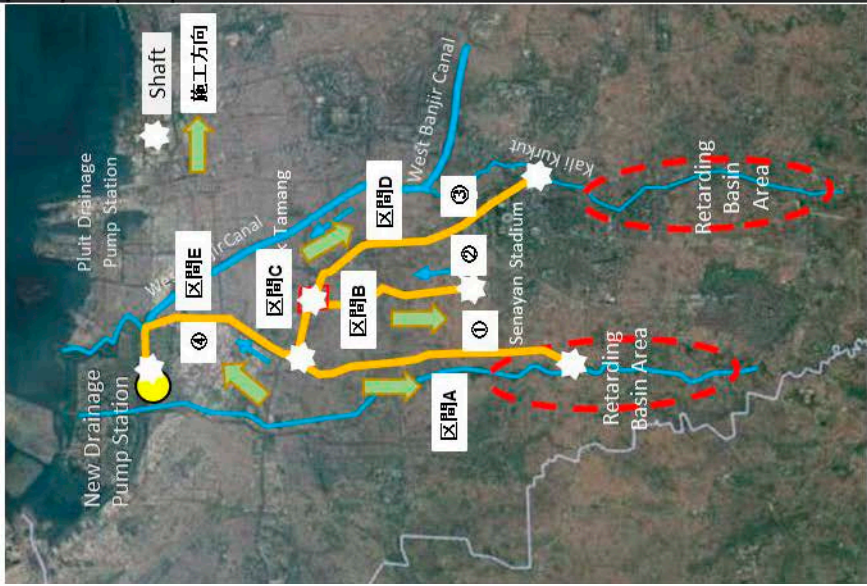 Pluit Drainage
Pump Station
Shaft
施工方向
New Drainage
Pump Station
④
区間E
Canal
区間C
Tamang
区間D
West Banjir Canal
区間B
③
②
①
区間A
Senayan Stadium
Kali Kurkut
Retarding
Basin Area
Retarding
Basin
Area